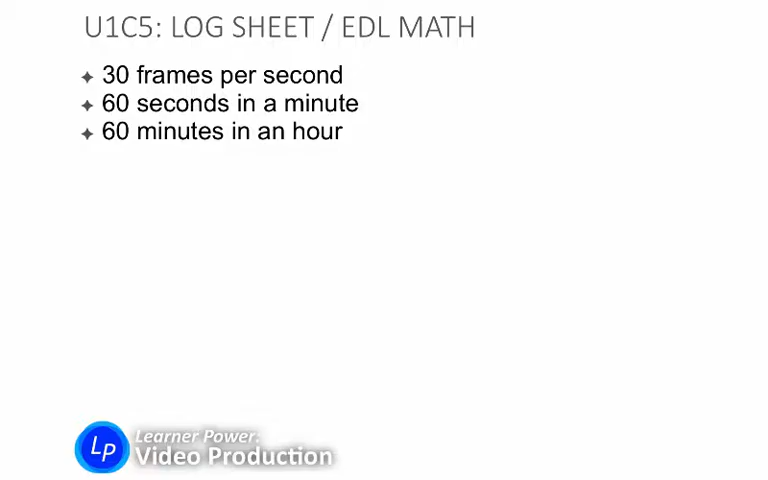 U1C5: LOG SHEET / EDL MATH
30 frames per second
60 seconds in a minute
60 minutes in an hour
LP
Learner Power:
Video Production